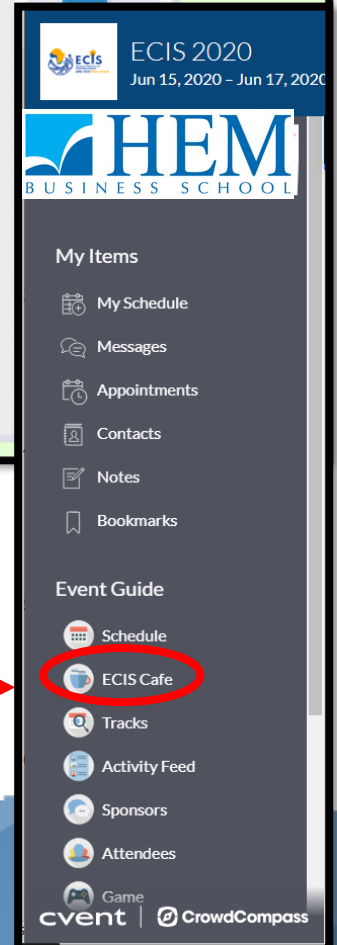 ECIS
ECIS 2020
Jun 15, 2020 – Jun 17, 2020
HEM
BUSINESS SCHOOL
My Items
My Schedule
Messages
Appointments
Contacts
Notes
Bookmarks
Event Guide
Schedule
ECIS Cafe
Tracks
Activity Feed
Sponsors
Attendees
Game
cvent | CrowdCompass